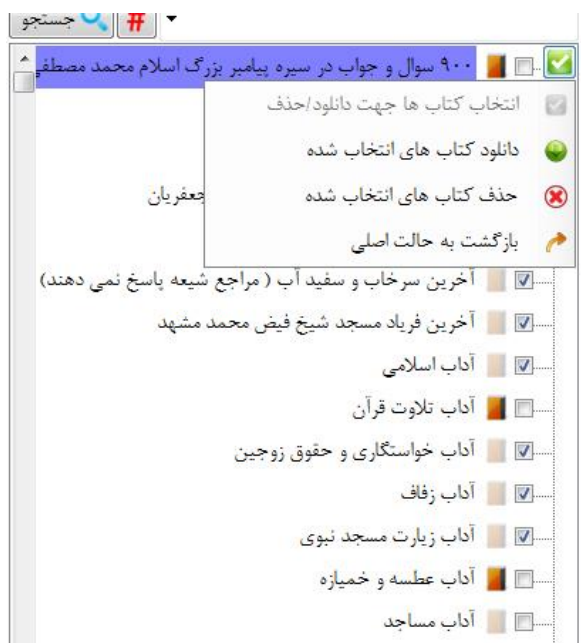 جستجو #
۹۰۰ سوال و جواب در سیره پیامبر بزرگ اسلام محمد مصطفی
انتخاب کتاب ها جهت دانلود/حذف
دانلود کتاب های انتخاب شده
حذف کتاب های انتخاب شده
جعفریان
بازگشت به حالت اصلی
آخرین سرخاب و سفید آب ( مراجع شیعه پاسخ نمی دهند)
آخرین فریاد مسجد شیخ فیض محمد مشهد
آداب اسلامی
آداب تلاوت قرآن
آداب خواستگاری و حقوق زوجین
آداب زفاف
آداب زیارت مسجد نبوی
آداب عطسه و خمیازه
آداب مساجد